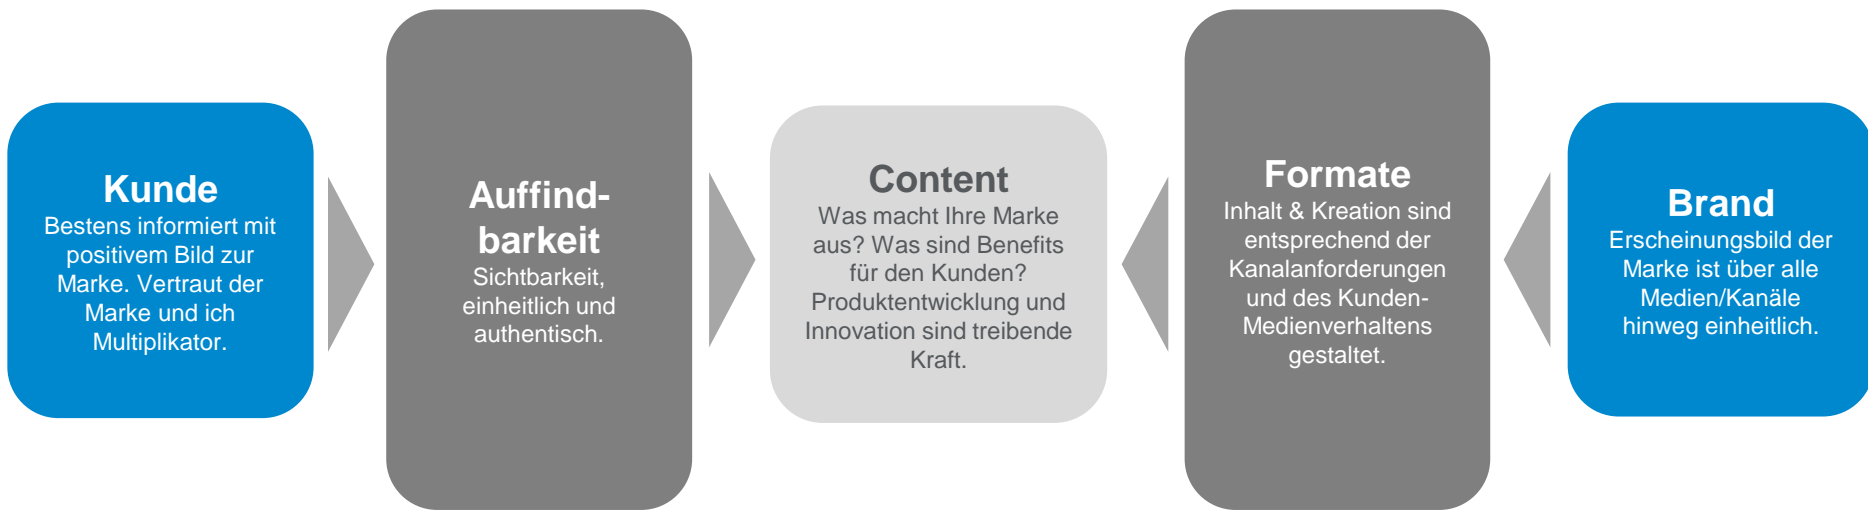 Kunde
Bestens informiert mit
positivem Bild zur
Marke. Vertraut der
Marke und ich
Multiplikator.
Auffind-
barkeit
Sichtbarkeit,
einheitlich und
authentisch.
Content
Was macht Ihre Marke
aus? Was sind Benefits
für den Kunden?
Produktentwicklung und
Innovation sind treibende
Kraft.
Formate
Inhalt & Kreation sind
entsprechend der
Kanalanforderungen
und des Kunden-
Medienverhaltens
gestaltet.
Brand
Erscheinungsbild der
Marke ist über alle
Medien/Kanäle
hinweg einheitlich.